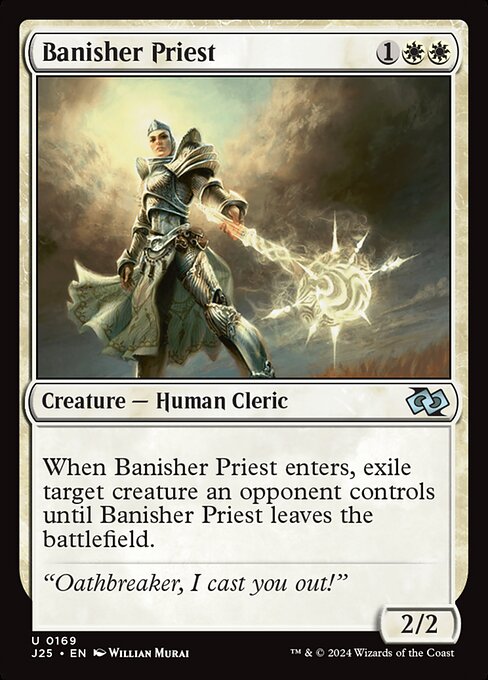 Banisher Priest 1
Creature — Human Cleric
When Banisher Priest enters, exile
target creature an opponent controls
until Banisher Priest leaves the
battlefield.
“Oathbreaker, I cast you out!”
2/2
U 0169
J25 • EN Willian Murai
™ & © 2024 Wizards of the Coast